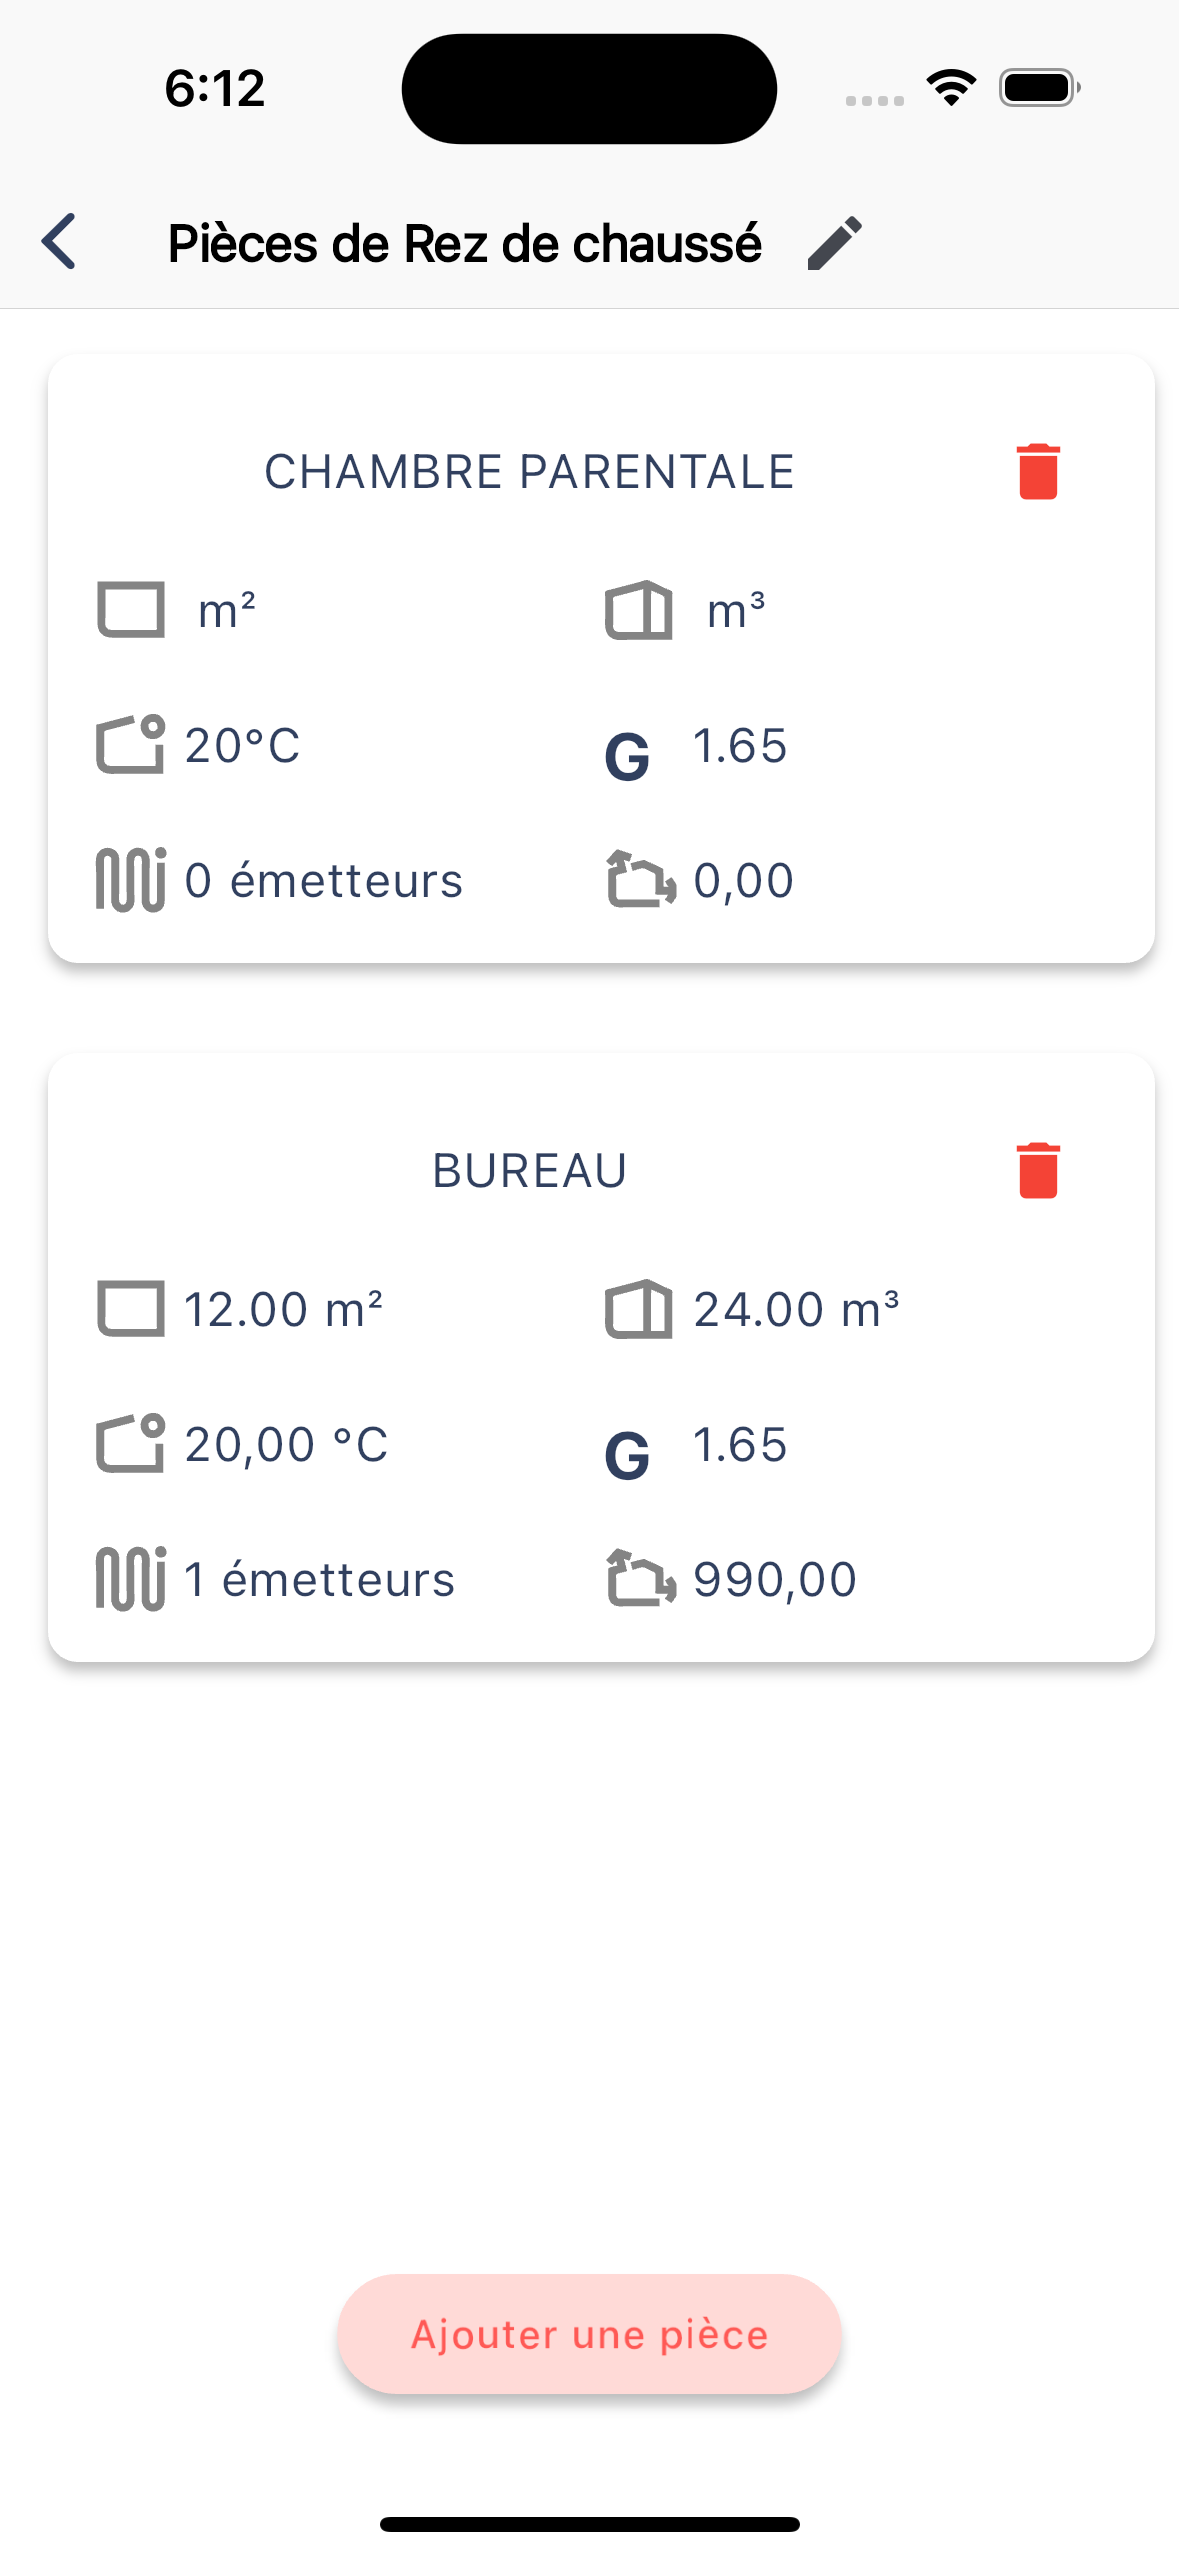 6:12
Pièces de Rez de chaussé
CHAMBRE PARENTALE
m² m³
20°C G 1.65
0 émetteurs 0,00
BUREAU
12.00 m² 24.00 m³
20,00 °C G 1.65
1 émetteurs 990,00
Ajouter une pièce